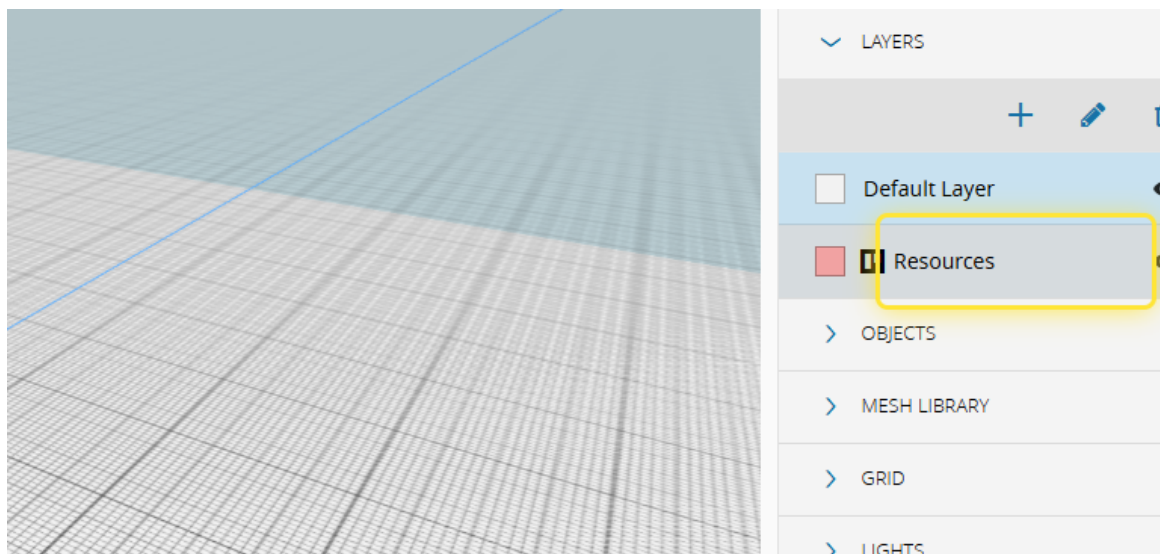 LAYERS
Default Layer
Resources
OBJECTS
MESH LIBRARY
GRID
LIGHTS